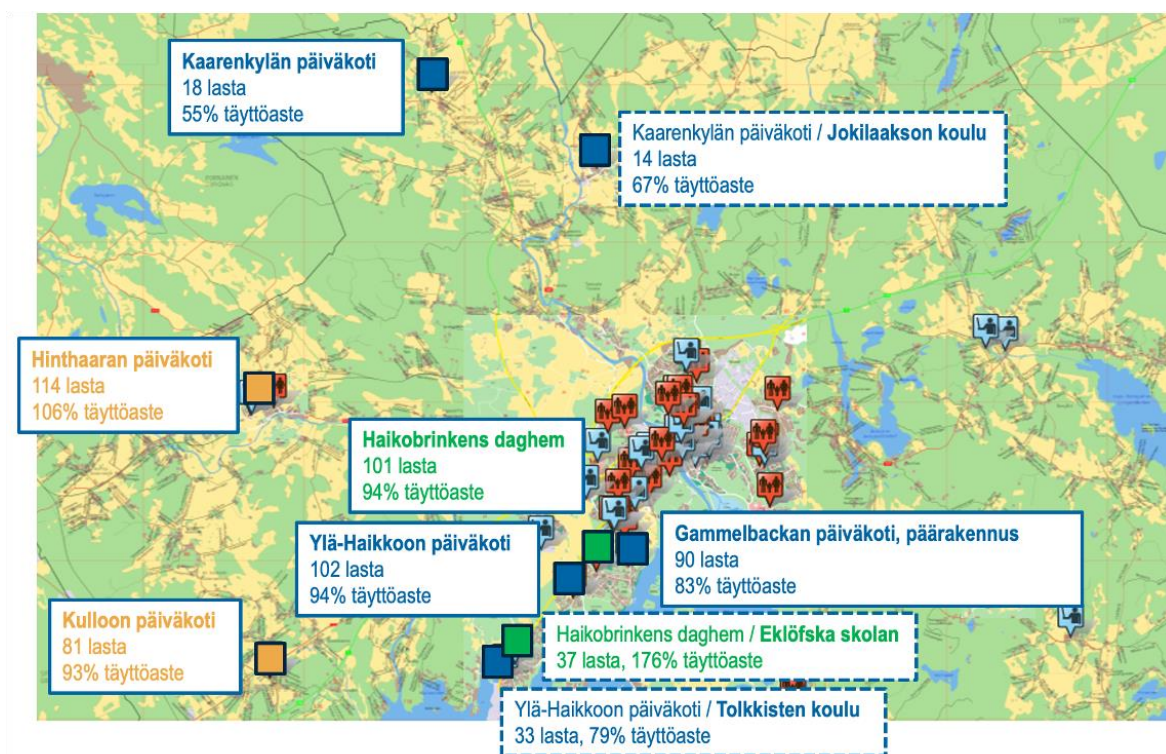 Kaarenkylän päiväkoti
18 lasta
55% täyttöaste
Kaarenkylän päiväkoti / Jokilaakson koulu
14 lasta
67% täyttöaste
Hinthaaran päiväkoti
114 lasta
106% täyttöaste
Haikobrinkens daghem
101 lasta
94% täyttöaste
Ylä-Haikkoon päiväkoti
102 lasta
94% täyttöaste
Gammelbackan päiväkoti, päärakennus
90 lasta
83% täyttöaste
Kulloon päiväkoti
81 lasta
93% täyttöaste
Haikobrinkens daghem / Eklöfska skolan
37 lasta, 176% täyttöaste
Ylä-Haikkoon päiväkoti / Tolkkisten koulu
33 lasta, 79% täyttöaste